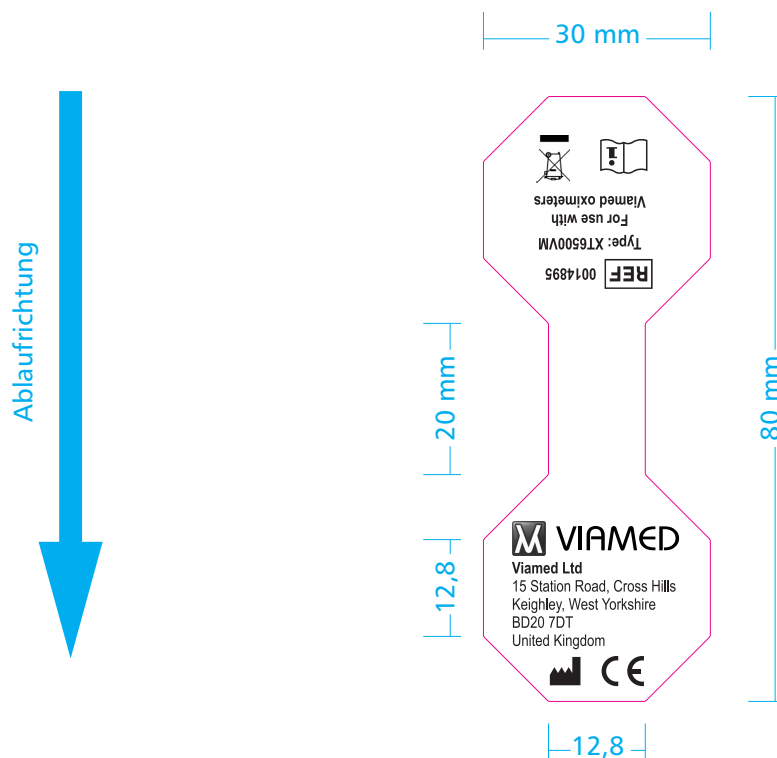 30 mm
Ablaufrichtung
REF 0014895
Type: XT6500VM
For use with
Viamed oximeters
20 mm
80 mm
12,8
VIAMED
Viamed Ltd
15 Station Road, Cross Hills
Keighley, West Yorkshire
BD20 7DT
United Kingdom
CE
12,8